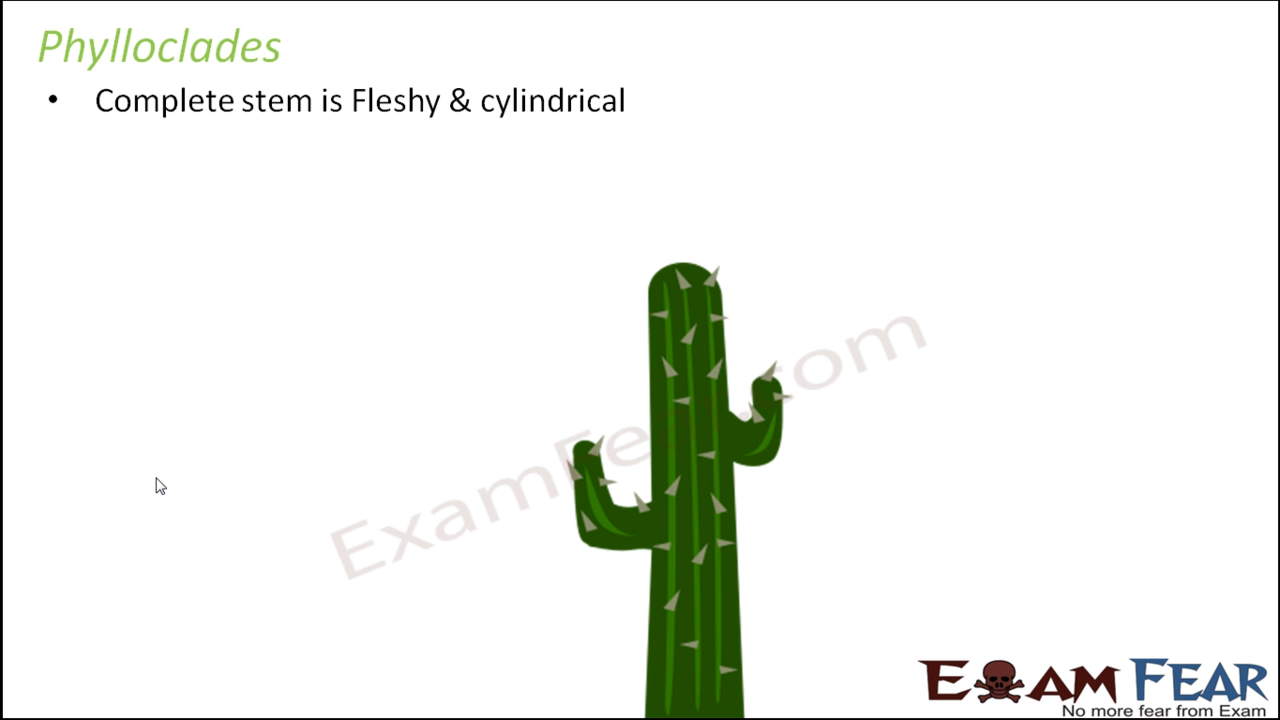 Phylloclades
• Complete stem is Fleshy & cylindrical
ExamFear.com
EXAM FEAR
No more fear from Exam